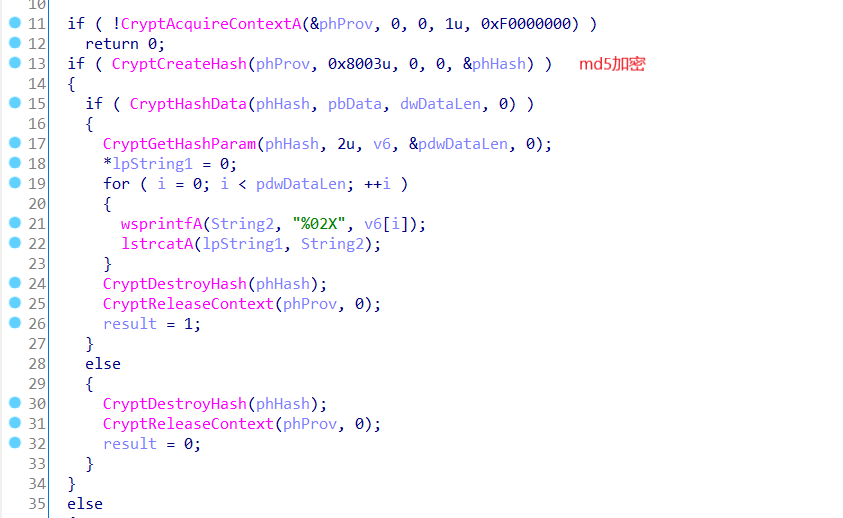 10
11 if ( !CryptAcquireContextA(&phProv, 0, 0, 1u, 0xF0000000) )
12 return 0;
13 if ( CryptCreateHash(phProv, 0x8003u, 0, 0, &phHash) ) md5加密
14 {
15 if ( CryptHashData(phHash, pbData, dwDataLen, 0) )
16 {
17 CryptGetHashParam(phHash, 2u, v6, &pdwDataLen, 0);
18 *lpString1 = 0;
19 for ( i = 0; i < pdwDataLen; ++i )
20 {
21 wsprintfA(String2, "%02X", v6[i]);
22 lstrcatA(lpString1, String2);
23 }
24 CryptDestroyHash(phHash);
25 CryptReleaseContext(phProv, 0);
26 result = 1;
27 }
28 else
29 {
30 CryptDestroyHash(phHash);
31 CryptReleaseContext(phProv, 0);
32 result = 0;
33 }
34 }
35 else